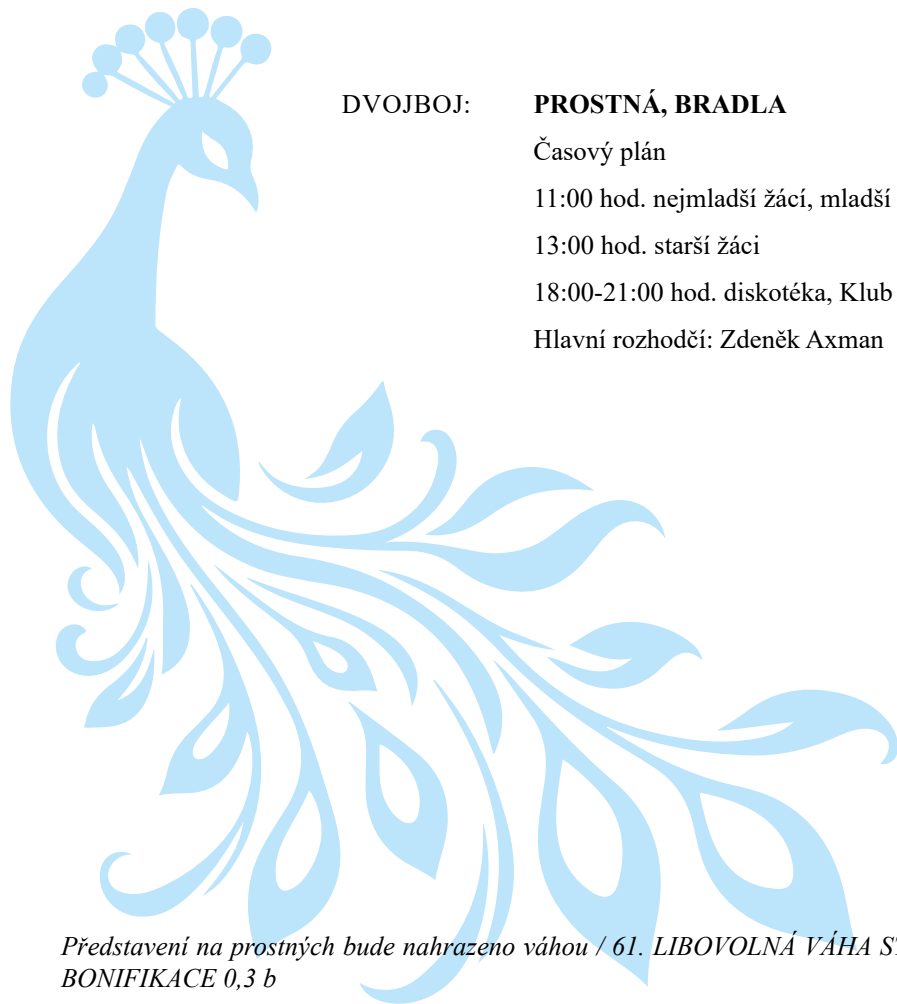 DVOJBOJ: PROSTNÁ, BRADLA
Časový plán
11:00 hod. nejmladší žácí, mladší
13:00 hod. starší žáci
18:00-21:00 hod. diskotéka, Klub
Hlavní rozhodčí: Zdeněk Axman
Představení na prostných bude nahrazeno váhou / 61. LIBOVOLNÁ VÁHA
BONIFIKACE 0,3 b